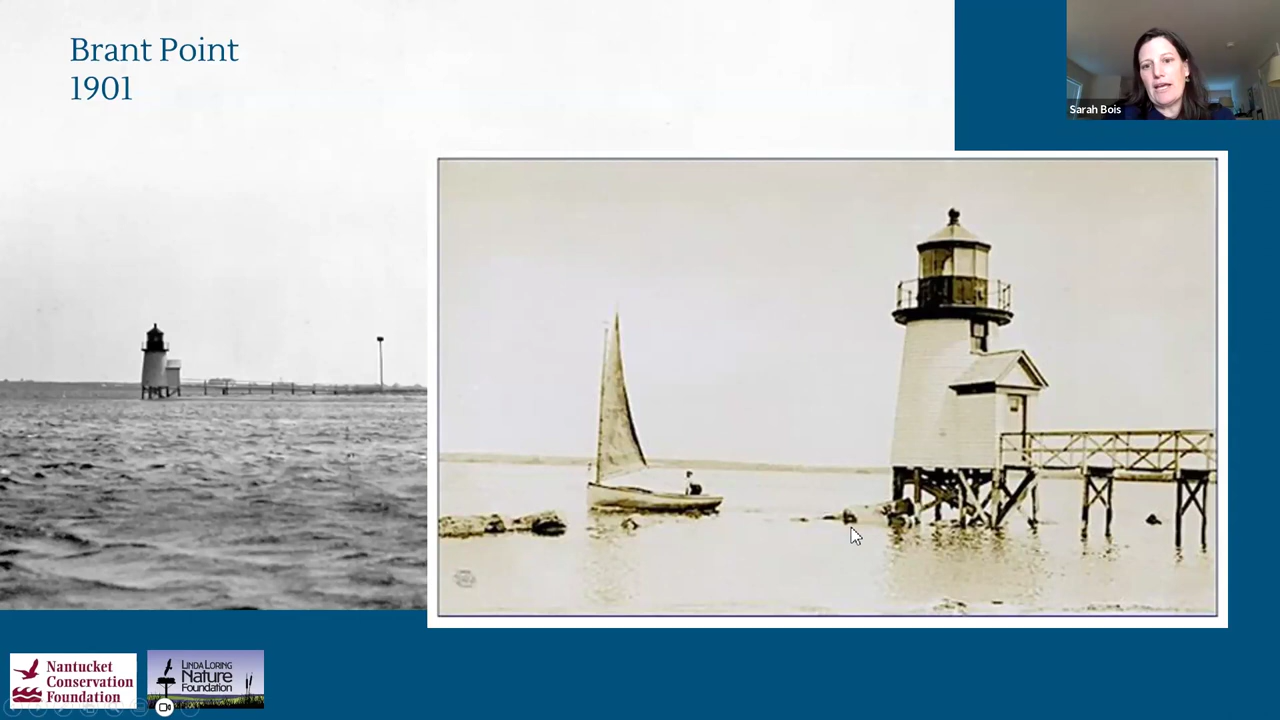 Brant Point
1901
Sarah Bois
Nantucket
Conservation
Foundation
LINDA LORING
Nature
Foundation